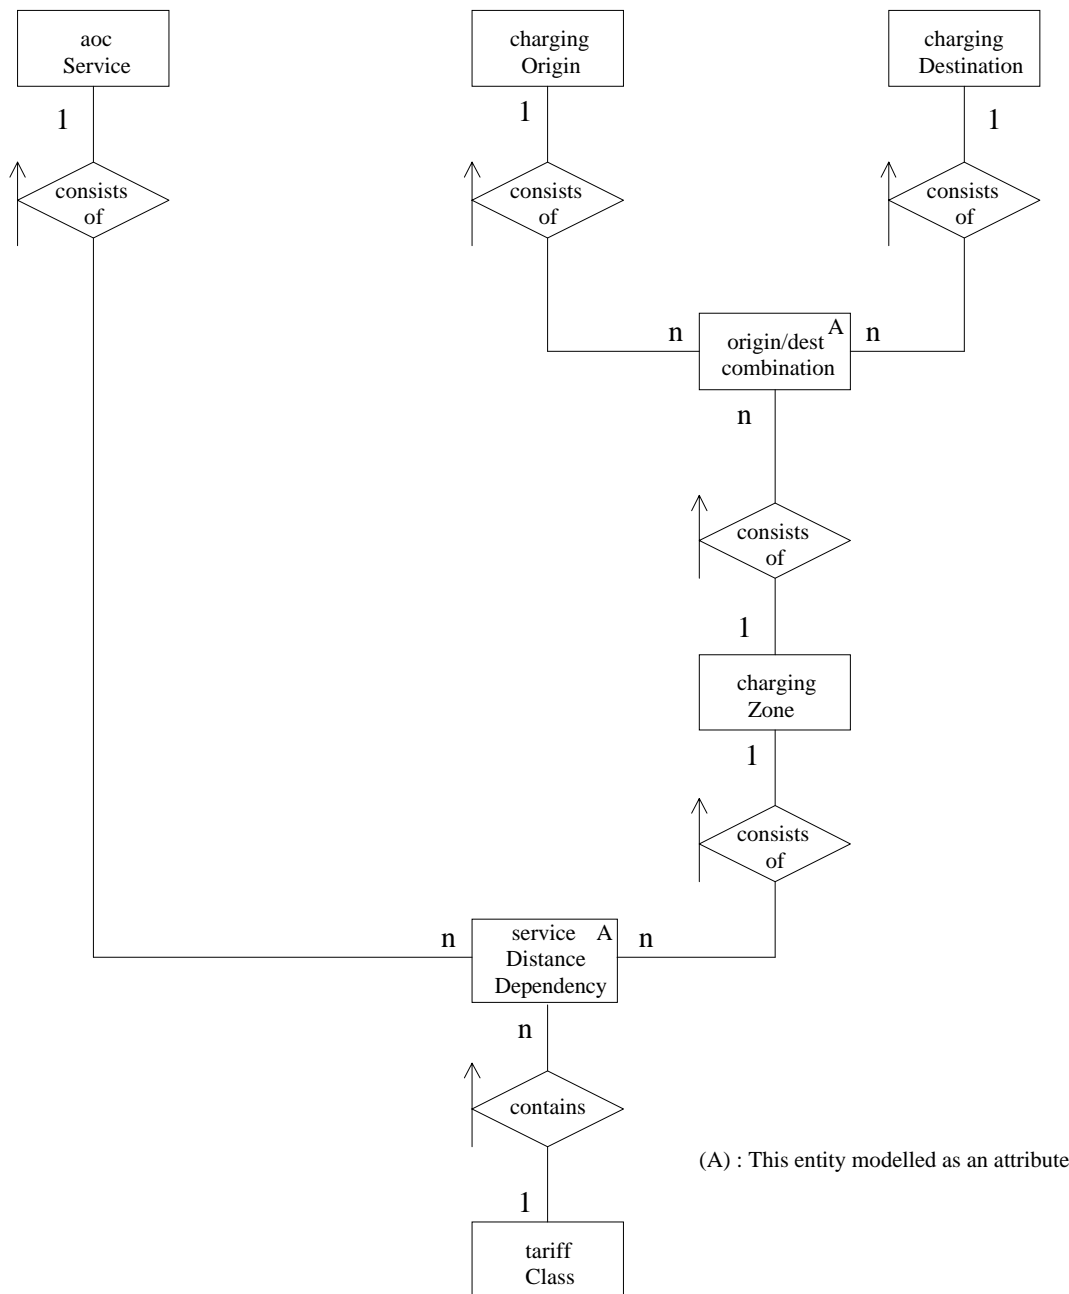 aoc
Service
charging
Origin
charging
Destination
1
1
1
consists
of
consists
of
consists
of
n
A
origin/dest
combination
n
n
consists
of
1
charging
Zone
1
consists
of
n
service A
Distance
Dependency
n
n
contains
(A) : This entity modelled as an attribute
1
tariff
Class